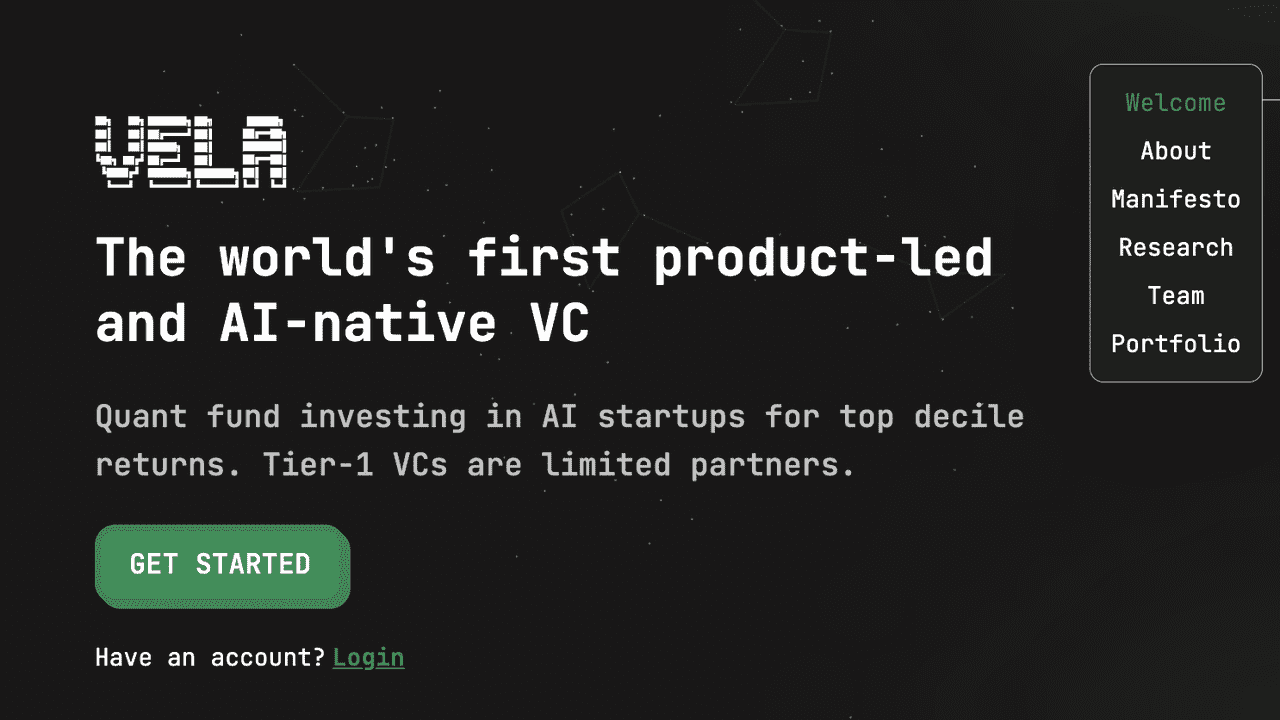 VELA
The world's first product-led
and AI-native VC
Quant fund investing in AI startups for top decile
returns. Tier-1 VCs are limited partners.
GET STARTED
Have an account? Login
Welcome
About
Manifesto
Research
Team
Portfolio